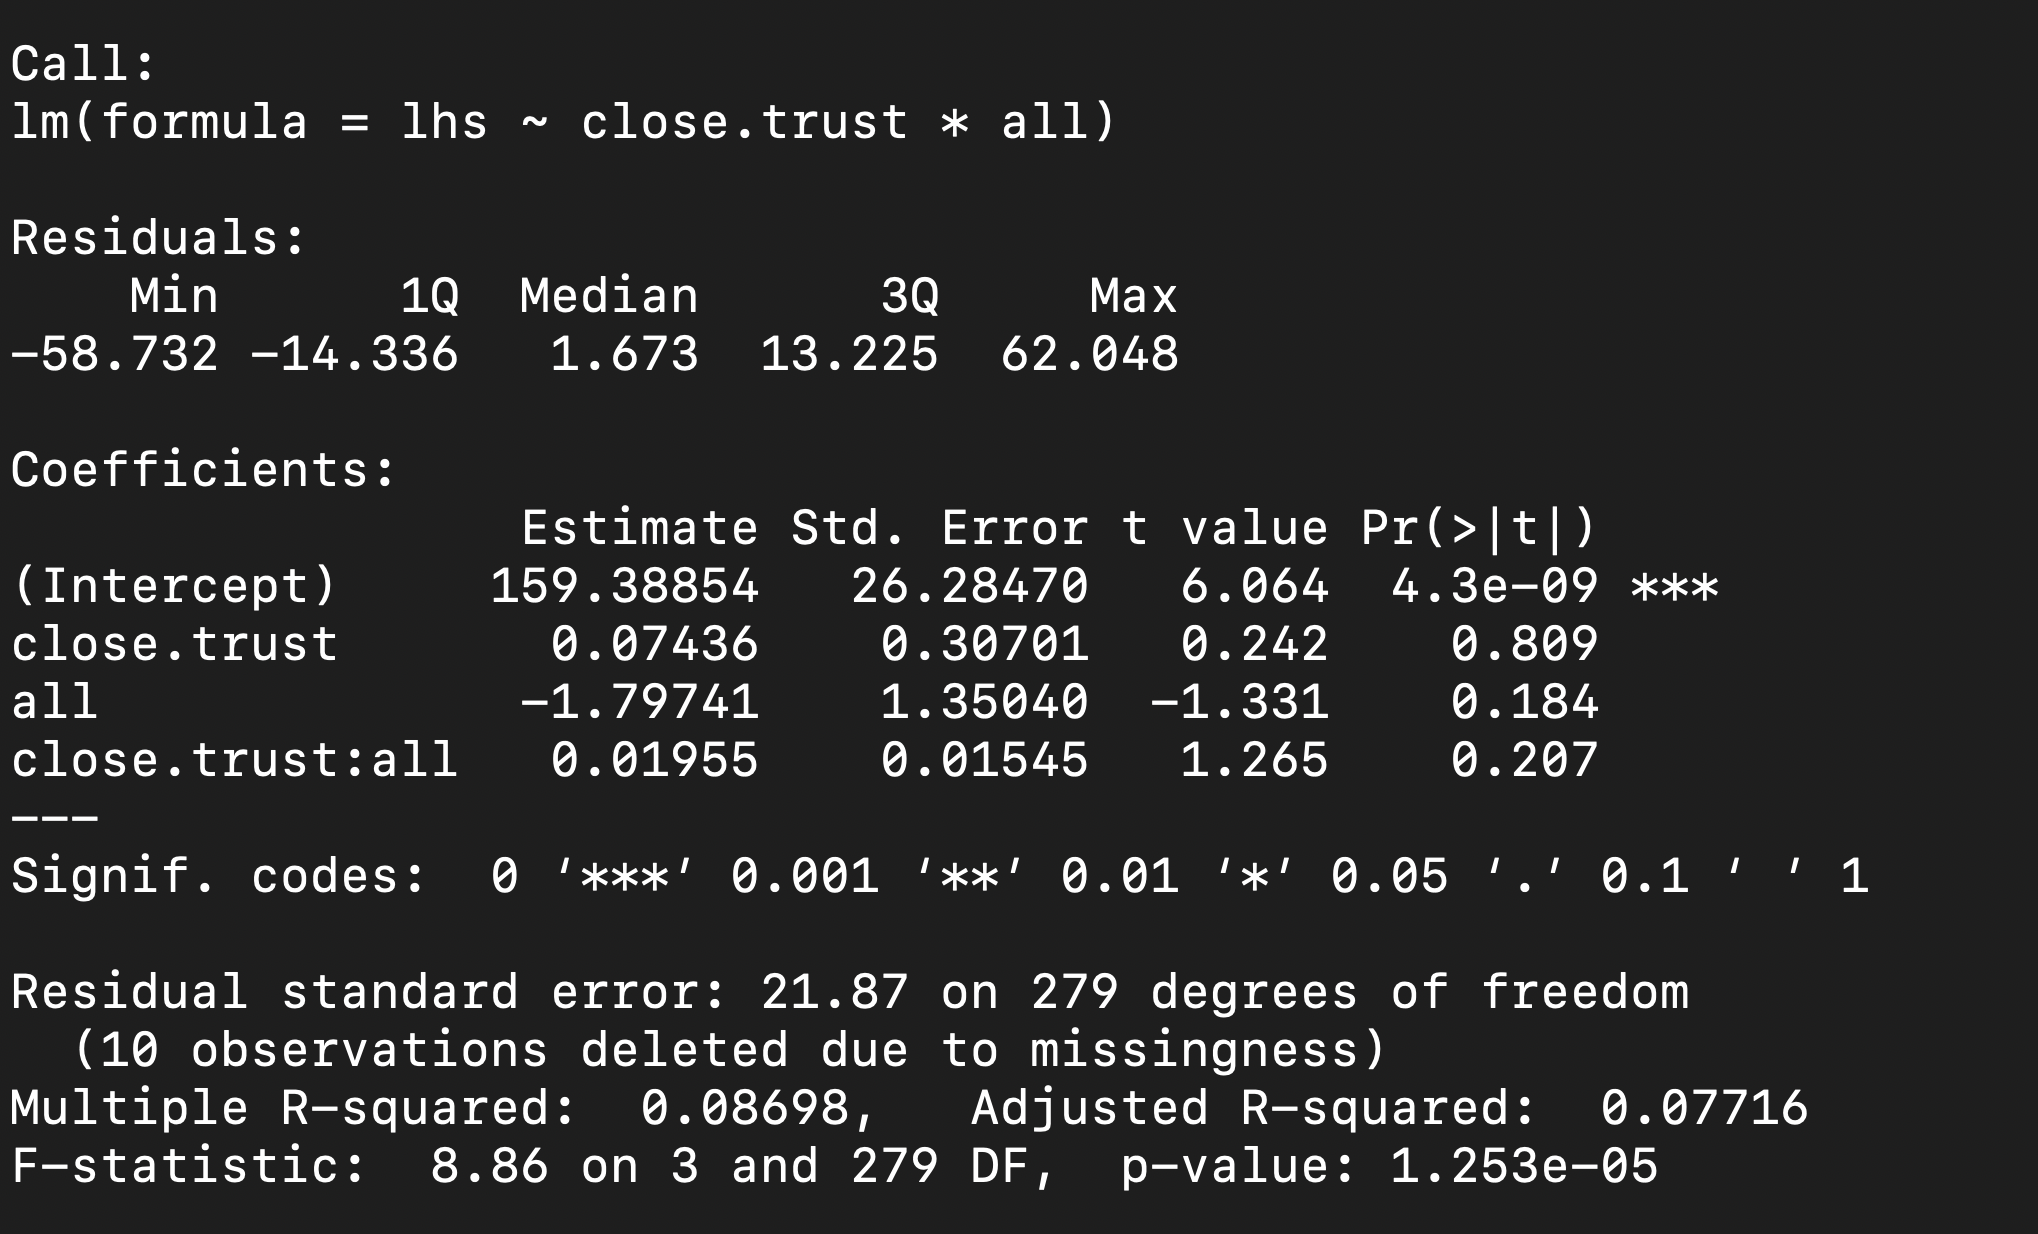 Call:
lm(formula = lhs ~ close.trust * all)
Residuals:
    Min      1Q  Median      3Q     Max
-58.732 -14.336   1.673  13.225  62.048
Coefficients:
                 Estimate Std. Error t value Pr(>|t|)
(Intercept)     159.38854   26.28470   6.064  4.3e-09 ***
close.trust       0.07436    0.30701   0.242    0.809
all              -1.79741    1.35040  -1.331    0.184
close.trust:all   0.01955    0.01545   1.265    0.207
---
Signif. codes:  0 ‘***’ 0.001 ‘**’ 0.01 ‘*’ 0.05 ‘.’ 0.1 ‘ ’ 1
Residual standard error: 21.87 on 279 degrees of freedom
  (10 observations deleted due to missingness)
Multiple R-squared:  0.08698,   Adjusted R-squared:  0.07716
F-statistic:  8.86 on 3 and 279 DF,  p-value: 1.253e-05